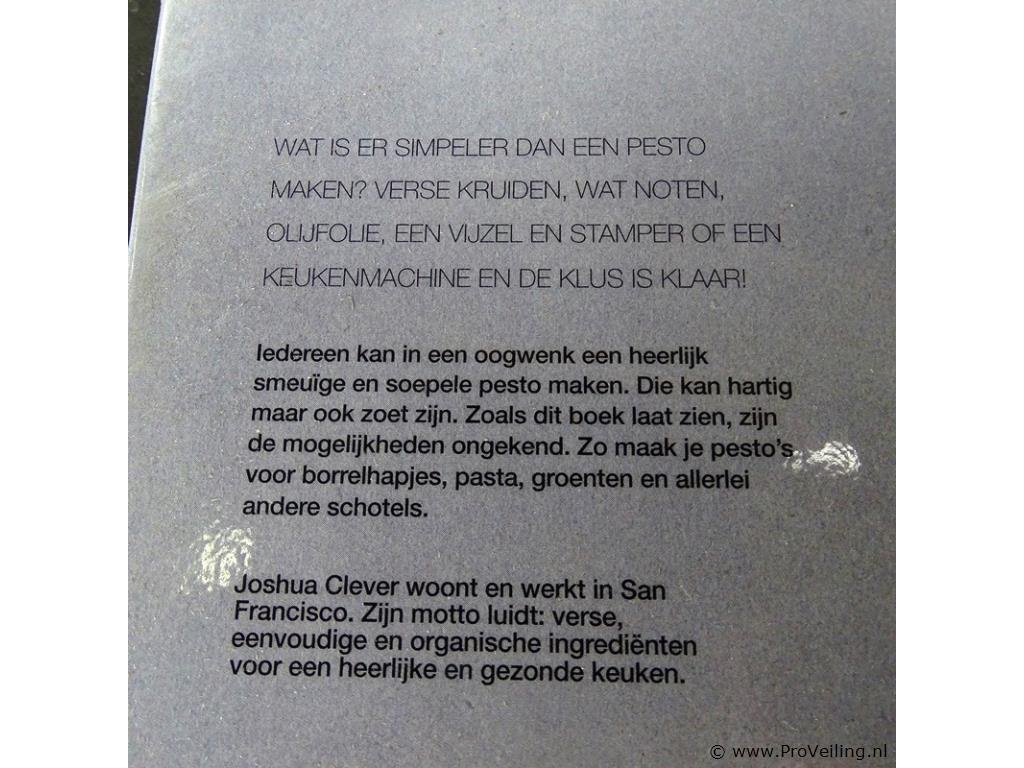 WAT IS ER SIMPELER DAN EEN PESTO
MAKEN? VERSE KRUIDEN, WAT NOTEN,
OLIJFOLIE, EEN VIJZEL EN STAMPER OF EEN
KEUKENMACHINE EN DE KLUS IS KLAAR!
Iedereen kan in een oogwenk een heerlijk
smeuïge en soepele pesto maken. Die kan hartig
maar ook zoet zijn. Zoals dit boek laat zien, zijn
de mogelijkheden ongekend. Zo maak je pesto's
voor borrelhapjes, pasta, groenten en allerlei
andere schotels.
Joshua Clever woont en werkt in San
Francisco. Zijn motto luidt: verse,
eenvoudige en organische ingrediënten
voor een heerlijke en gezonde keuken.
© www.ProVeiling.nl